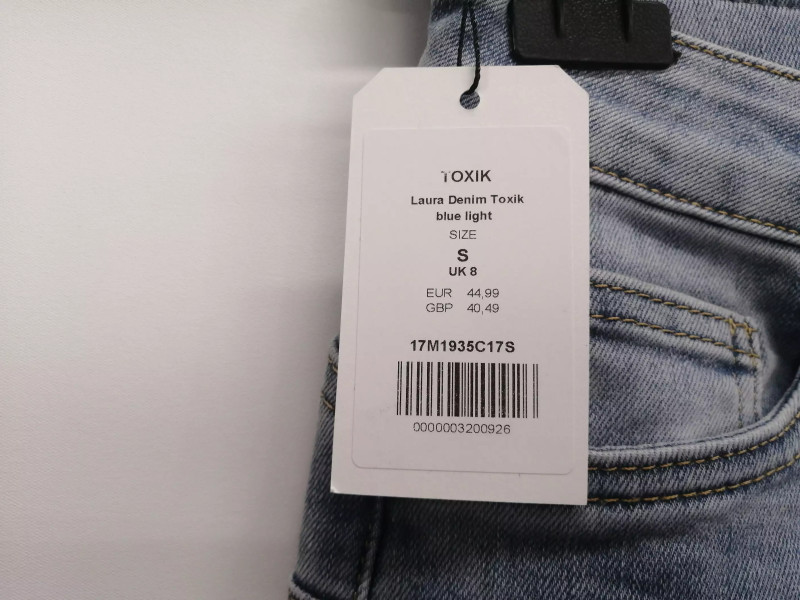 TOXIK
Laura Denim Toxik
blue light
SIZE
S
UK 8
EUR 44,99
GBP 40,49
17M1935C17S
0000003200926